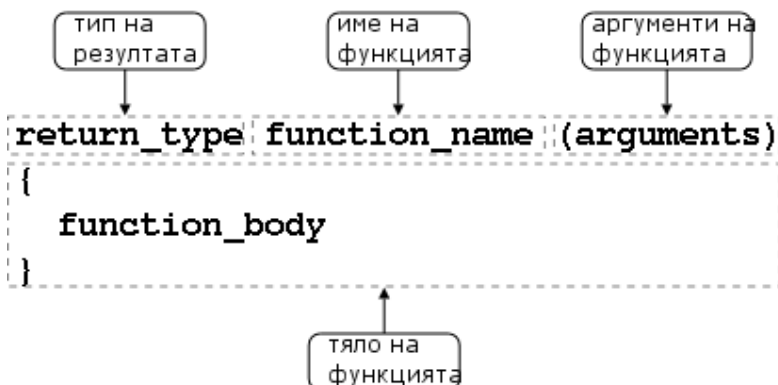 тип на
резултата
име на
функцията
аргументи на
функцията
return_type function_name (arguments)
{
function_body
}
тяло на
функцията